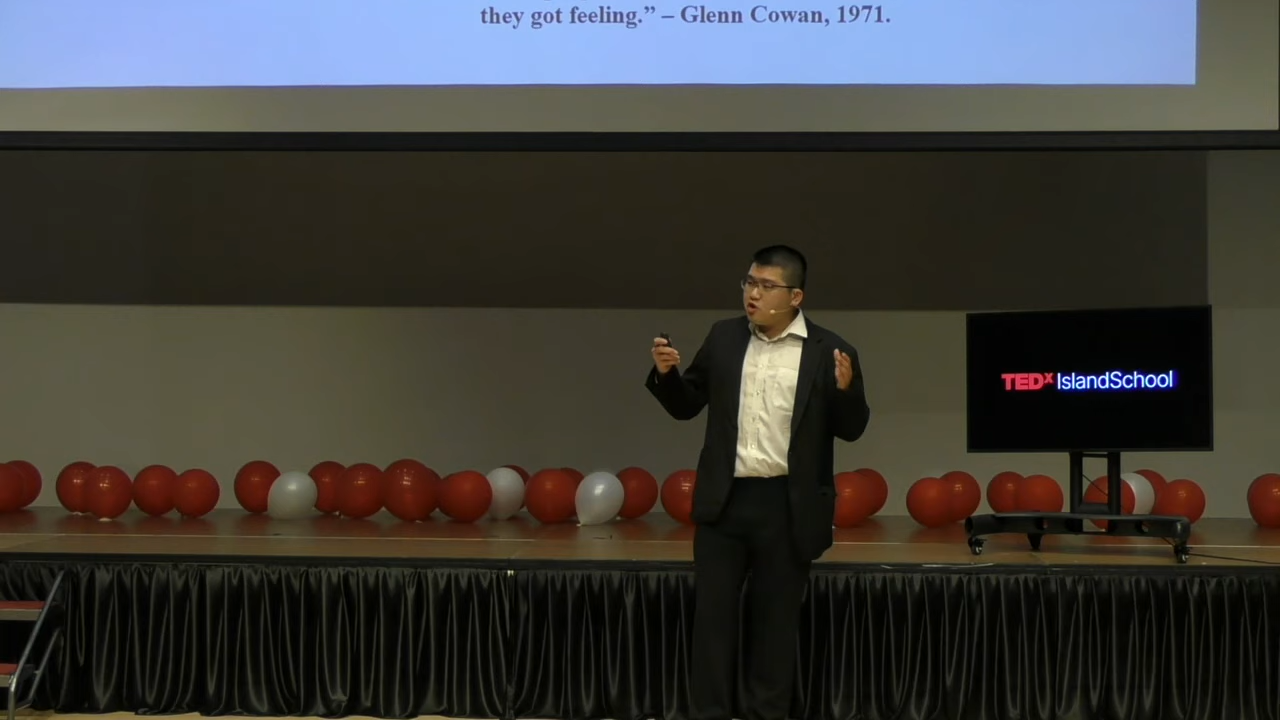 they got feeling.” – Glenn Cowan, 1971.
TEDx IslandSchool